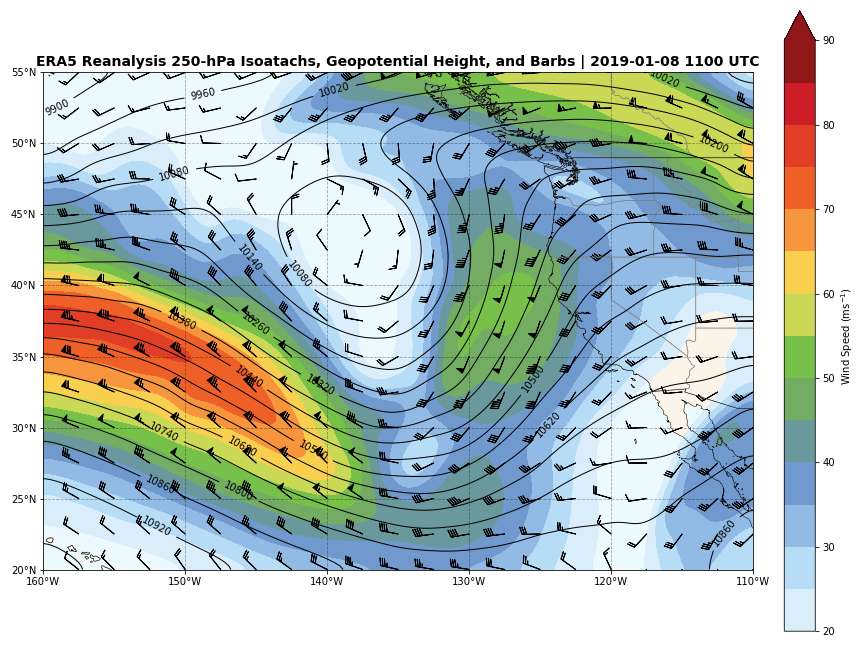 ERA5 Reanalysis 250-hPa Isoatachs, Geopotential Height, and Barbs | 2019-01-08 1100 UTC
55°N
50°N
45°N
40°N
35°N
30°N
25°N
20°N
160°W
150°W
140°W
130°W
120°W
110°W
9900
9960
10020
10020
10200
10080
10140
10080
10380
10260
10440
10320
10500
10740
10680
10560
10620
10860
10800
10920
10860
90
80
70
60
50
40
30
20
Wind Speed (ms⁻¹)